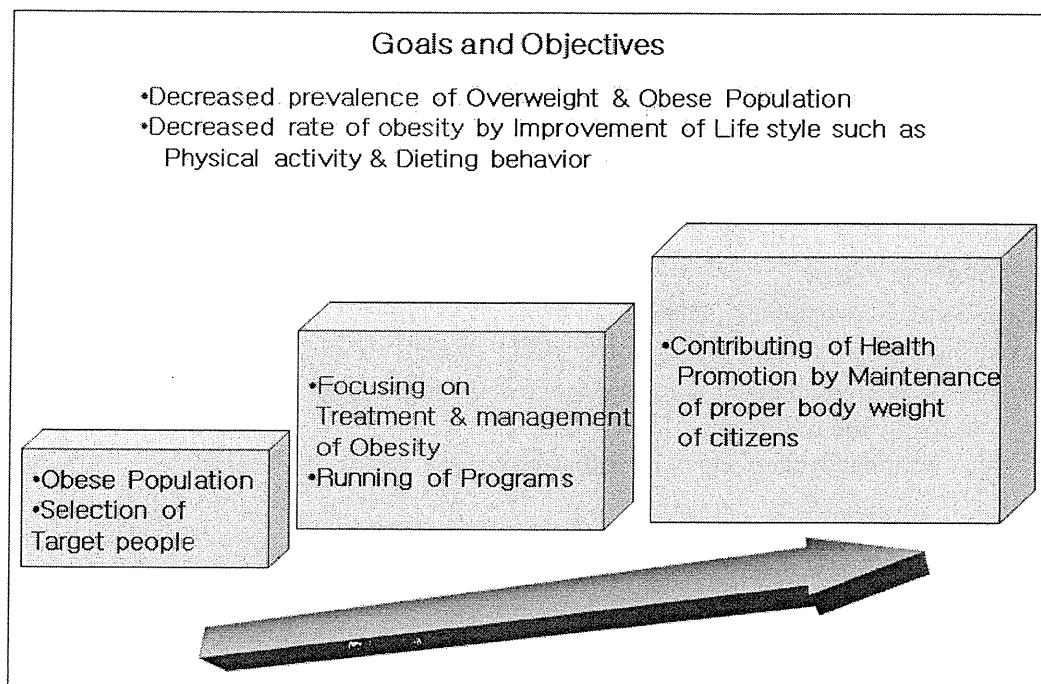 Goals and Objectives
•Decreased prevalence of Overweight & Obese Population
•Decreased rate of obesity by Improvement of Life style such as
Physical activity & Dieting behavior
•Obese Population
•Selection of
Target people
•Focusing on
Treatment & management
of Obesity
•Running of Programs
•Contributing of Health
Promotion by Maintenance
of proper body weight
of citizens